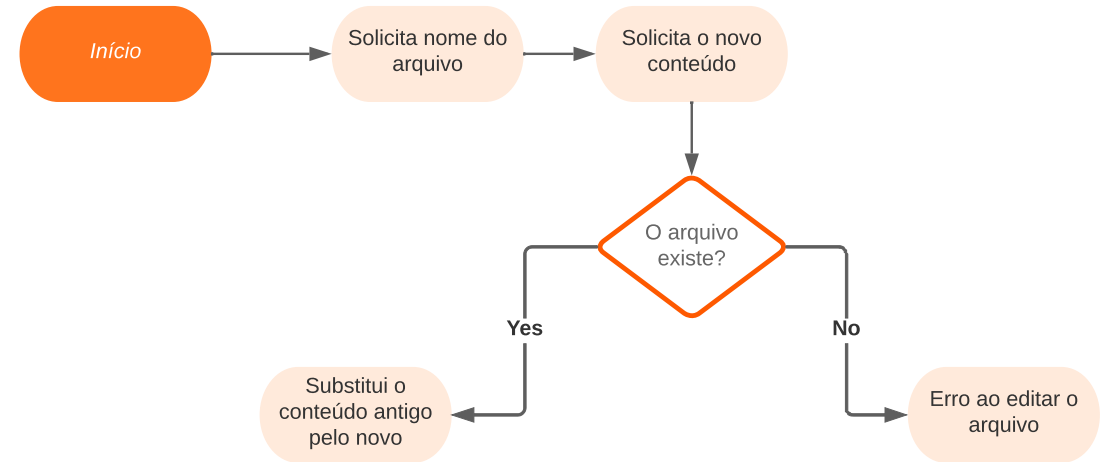 Início
Solicita nome do
arquivo
Solicita o novo
conteúdo
O arquivo
existe?
Yes
No
Substitui o
conteúdo antigo
pelo novo
Erro ao editar o
arquivo